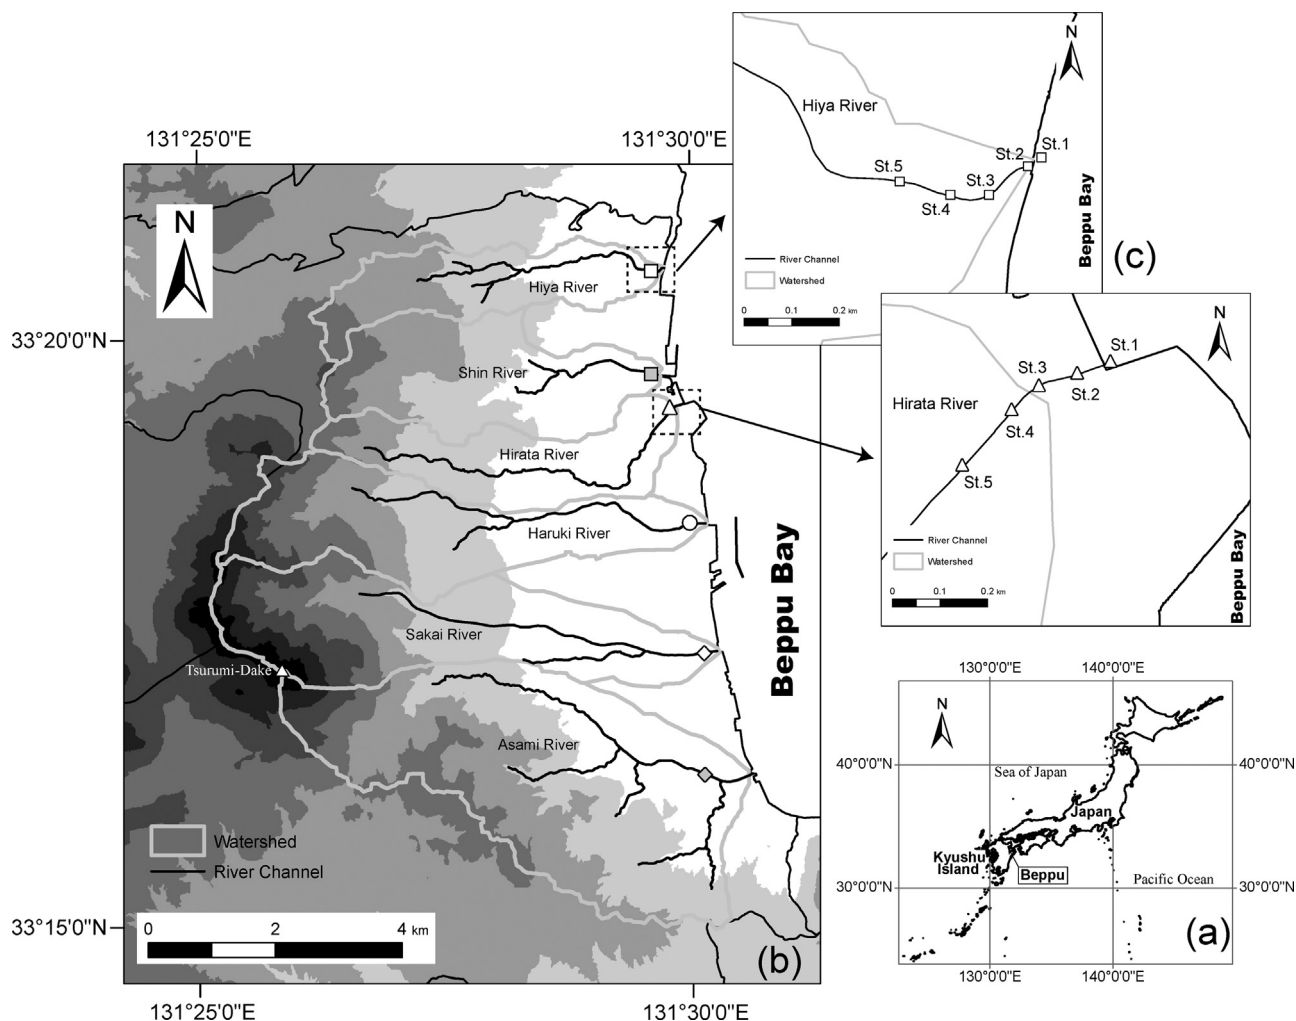 131°25'0"E
131°30'0"E
33°20'0"N
33°15'0"N
131°25'0"E
131°30'0"E
N
Hiya River
Shin River
Hirata River
Haruki River
Sakai River
Tsurumi-Dake
Asami River
Beppu Bay
Watershed
River Channel
0
2
4 km
(b)
N
Hiya River
St.1
St.2
St.3
St.4
St.5
Beppu Bay
River Channel
Watershed
0
0.1
0.2 km
(c)
N
St.1
St.2
St.3
St.4
St.5
Hirata River
River Channel
Watershed
0
0.1
0.2 km
Beppu Bay
130°0'0"E
140°0'0"E
N
40°0'0"N
40°0'0"N
Sea of Japan
Japan
Kyushu
Island
Beppu
Pacific Ocean
30°0'0"N
30°0'0"N
(a)
130°0'0"E
140°0'0"E